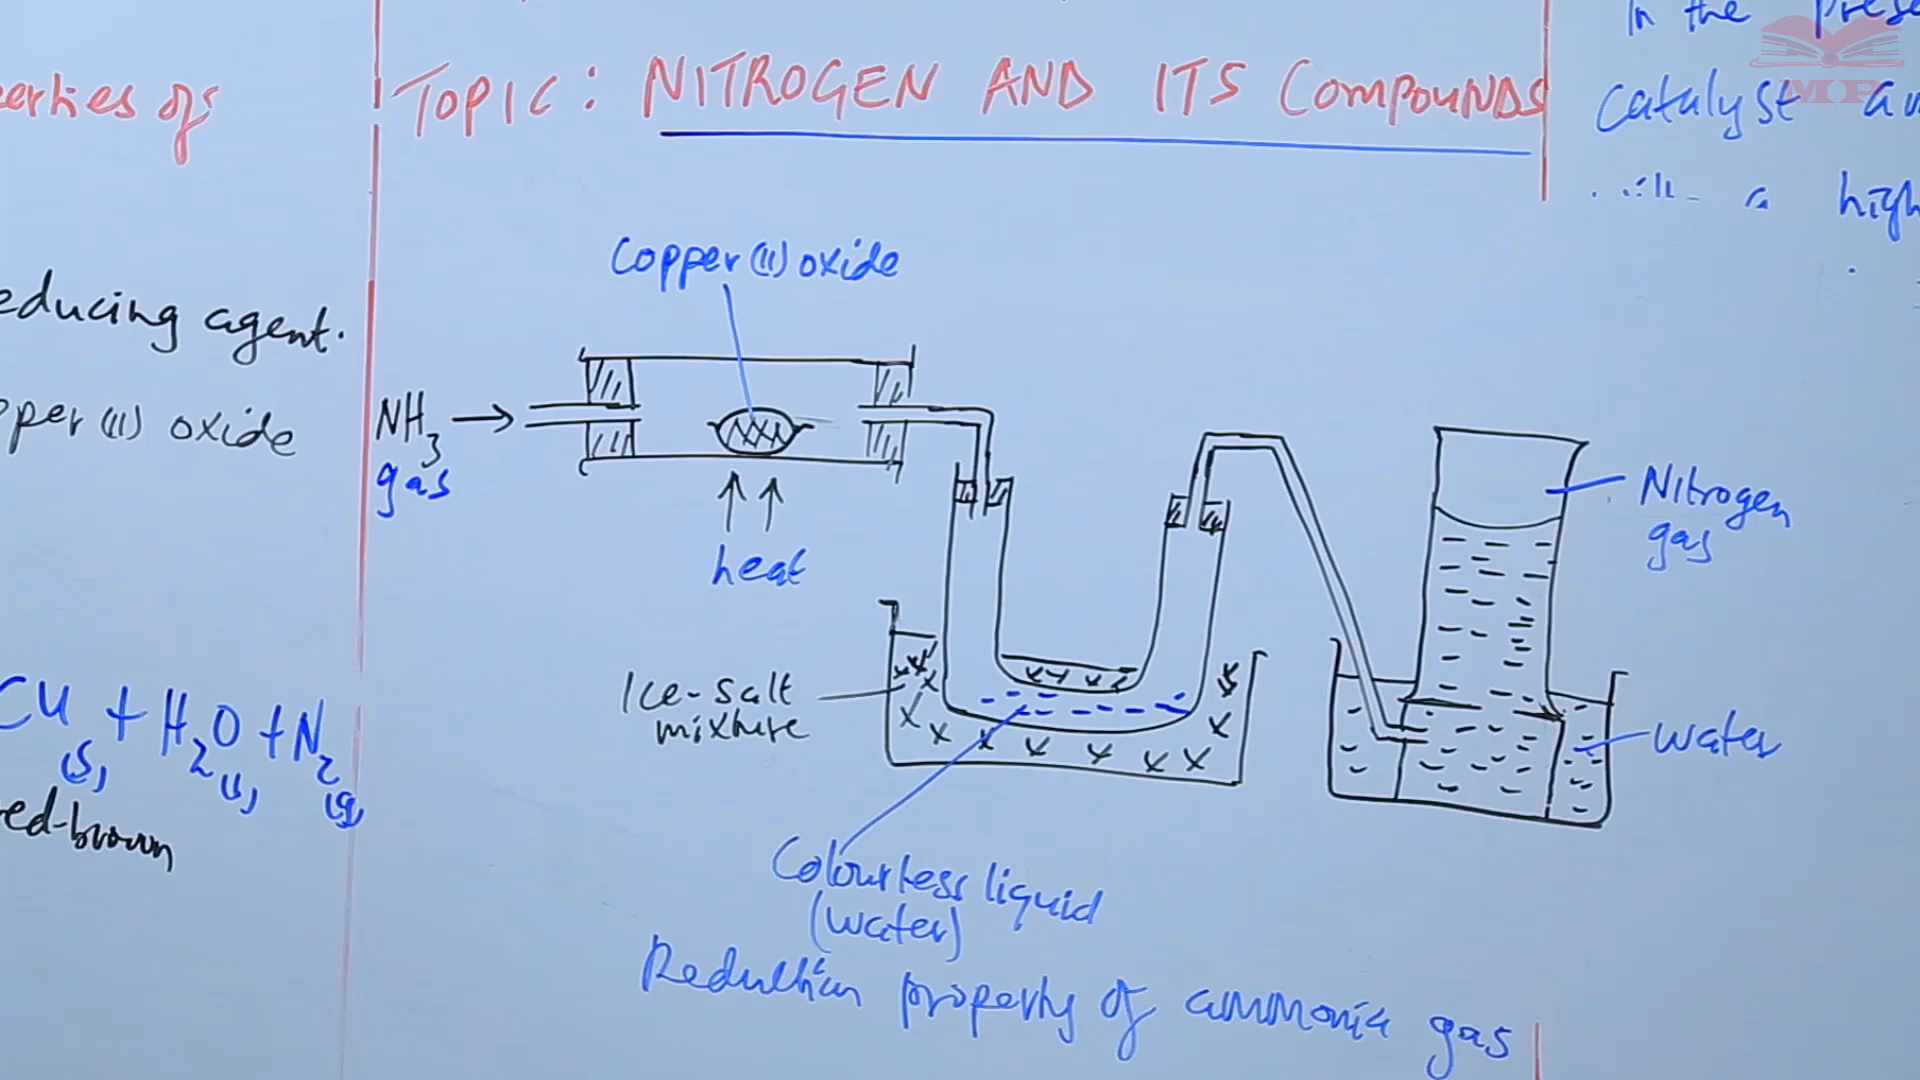 erties of
educing agent.
pper (II) oxide
Cu(s) + H2O(l) + N2(g)
red-brown
TOPIC: NITROGEN AND ITS COMPOUNDS
Copper (II) oxide
NH3
gas
heat
Ice-salt
mixture
Colourless liquid
(water)
Nitrogen
gas
water
Reduction property of ammonia gas
In the prese
catalyst
a high
MP